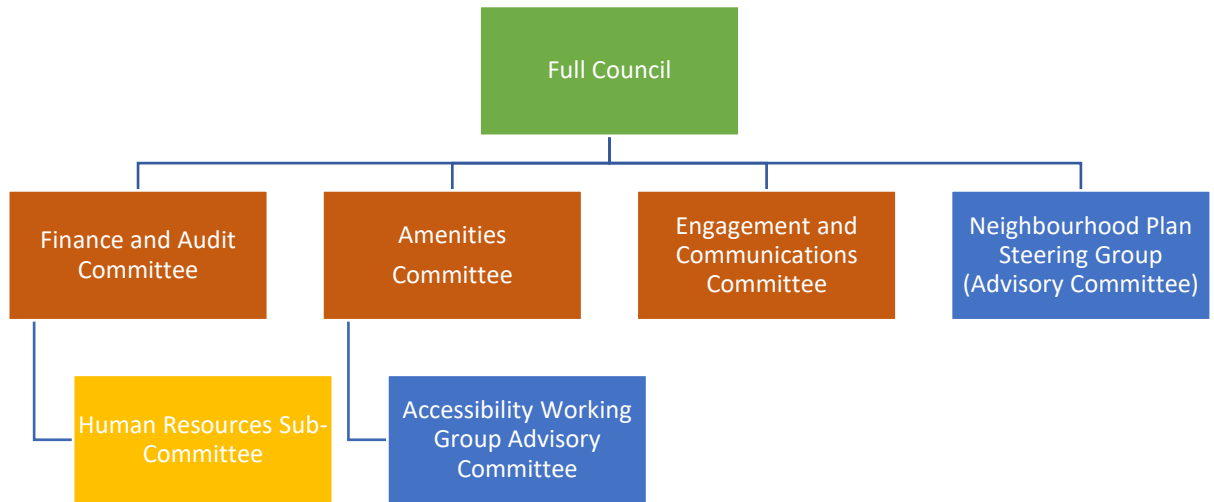 Full Council
Finance and Audit
Committee
Amenities
Committee
Engagement and
Communications
Committee
Neighbourhood Plan
Steering Group
(Advisory Committee)
Human Resources Sub-
Committee
Accessibility Working
Group Advisory
Committee